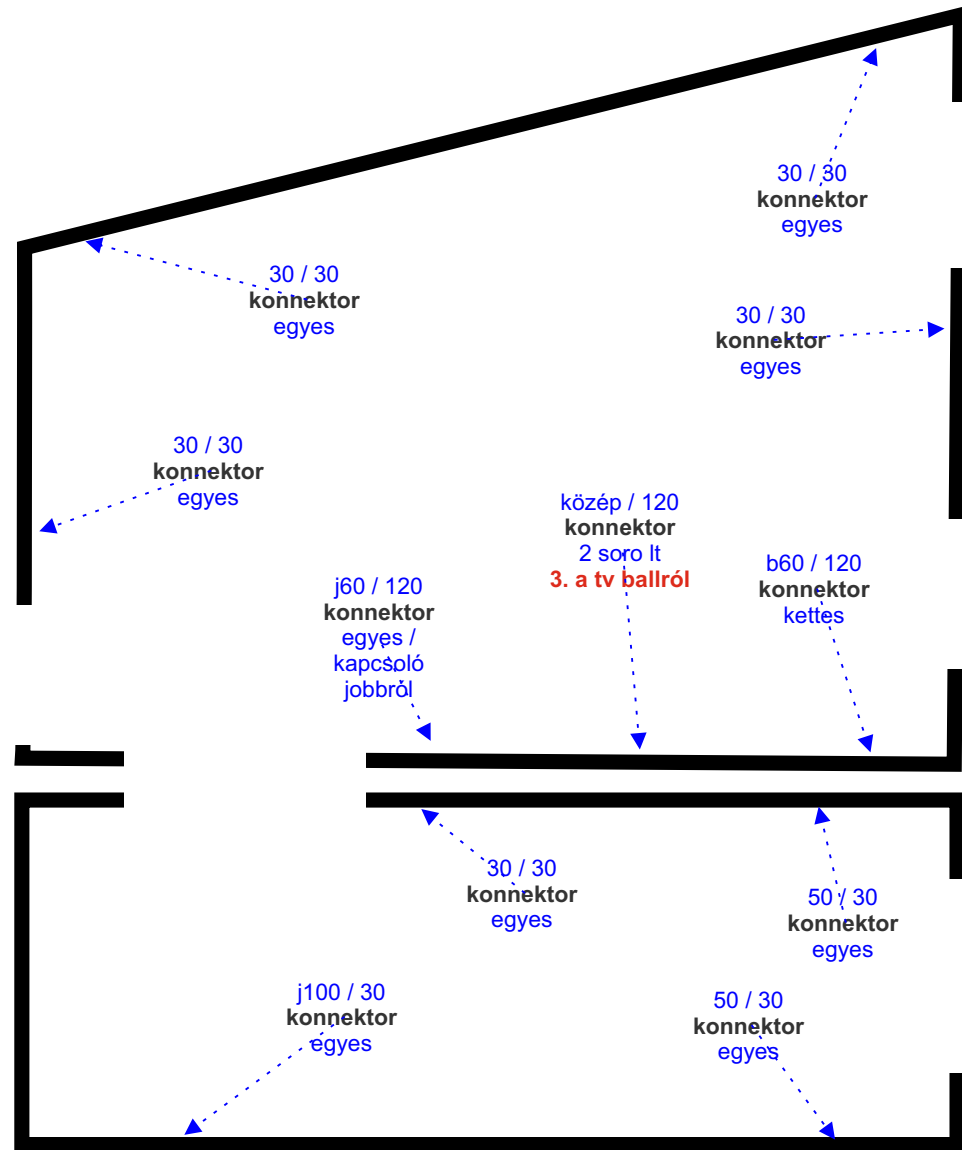 30 / 30
konnektor
egyes
30 / 30
konnektor
egyes
30 / 30
konnektor
egyes
30 / 30
konnektor
egyes
közép / 120
konnektor
2 soro lt
3. a tv ballról
b60 / 120
konnektor
kettes
j60 / 120
konnektor
egyes /
kapcsoló
jobbról
30 / 30
konnektor
egyes
50 / 30
konnektor
egyes
j100 / 30
konnektor
egyes
50 / 30
konnektor
egyes